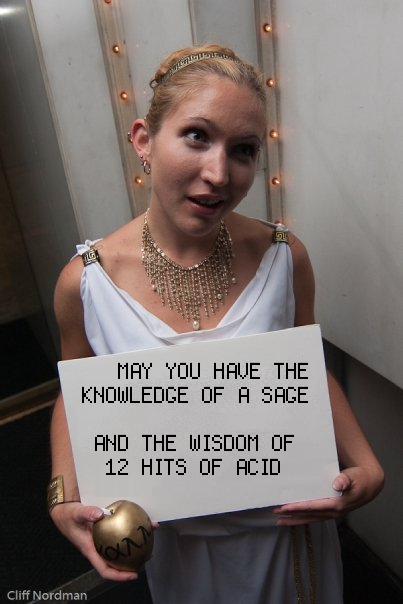 MAY YOU HAVE THE
KNOWLEDGE OF A SAGE
AND THE WISDOM OF
12 HITS OF ACID
Cliff Nordman